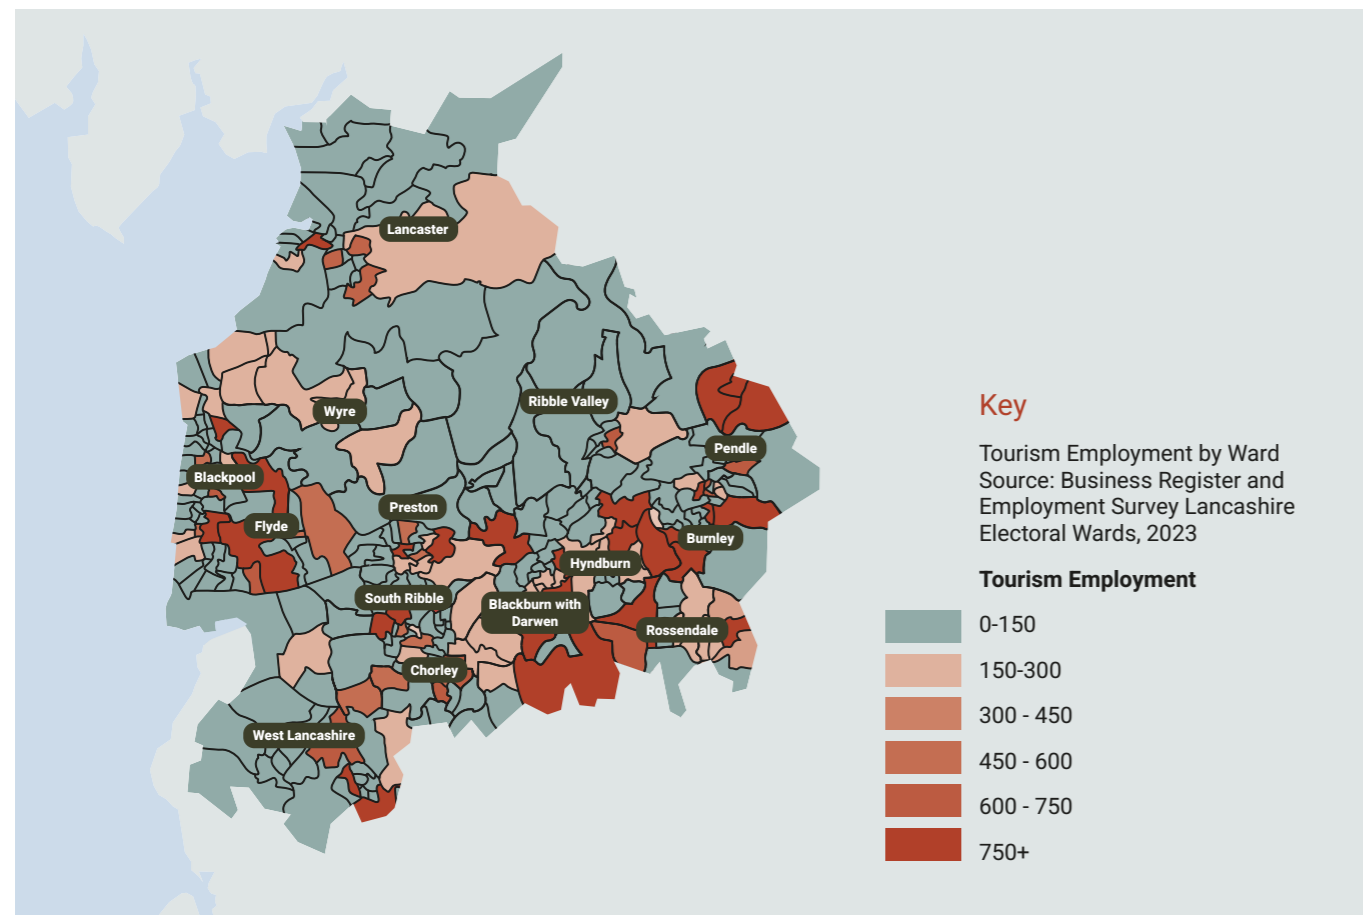 Lancaster
Wyre
Ribble Valley
Pendle
Blackpool
Preston
Flyde
Burnley
Hyndburn
South Ribble
Blackburn with
Darwen
Rossendale
Chorley
West Lancashire
Key
Tourism Employment by Ward
Source: Business Register and
Employment Survey Lancashire
Electoral Wards, 2023
Tourism Employment
0-150
150-300
300 - 450
450 - 600
600 - 750
750+